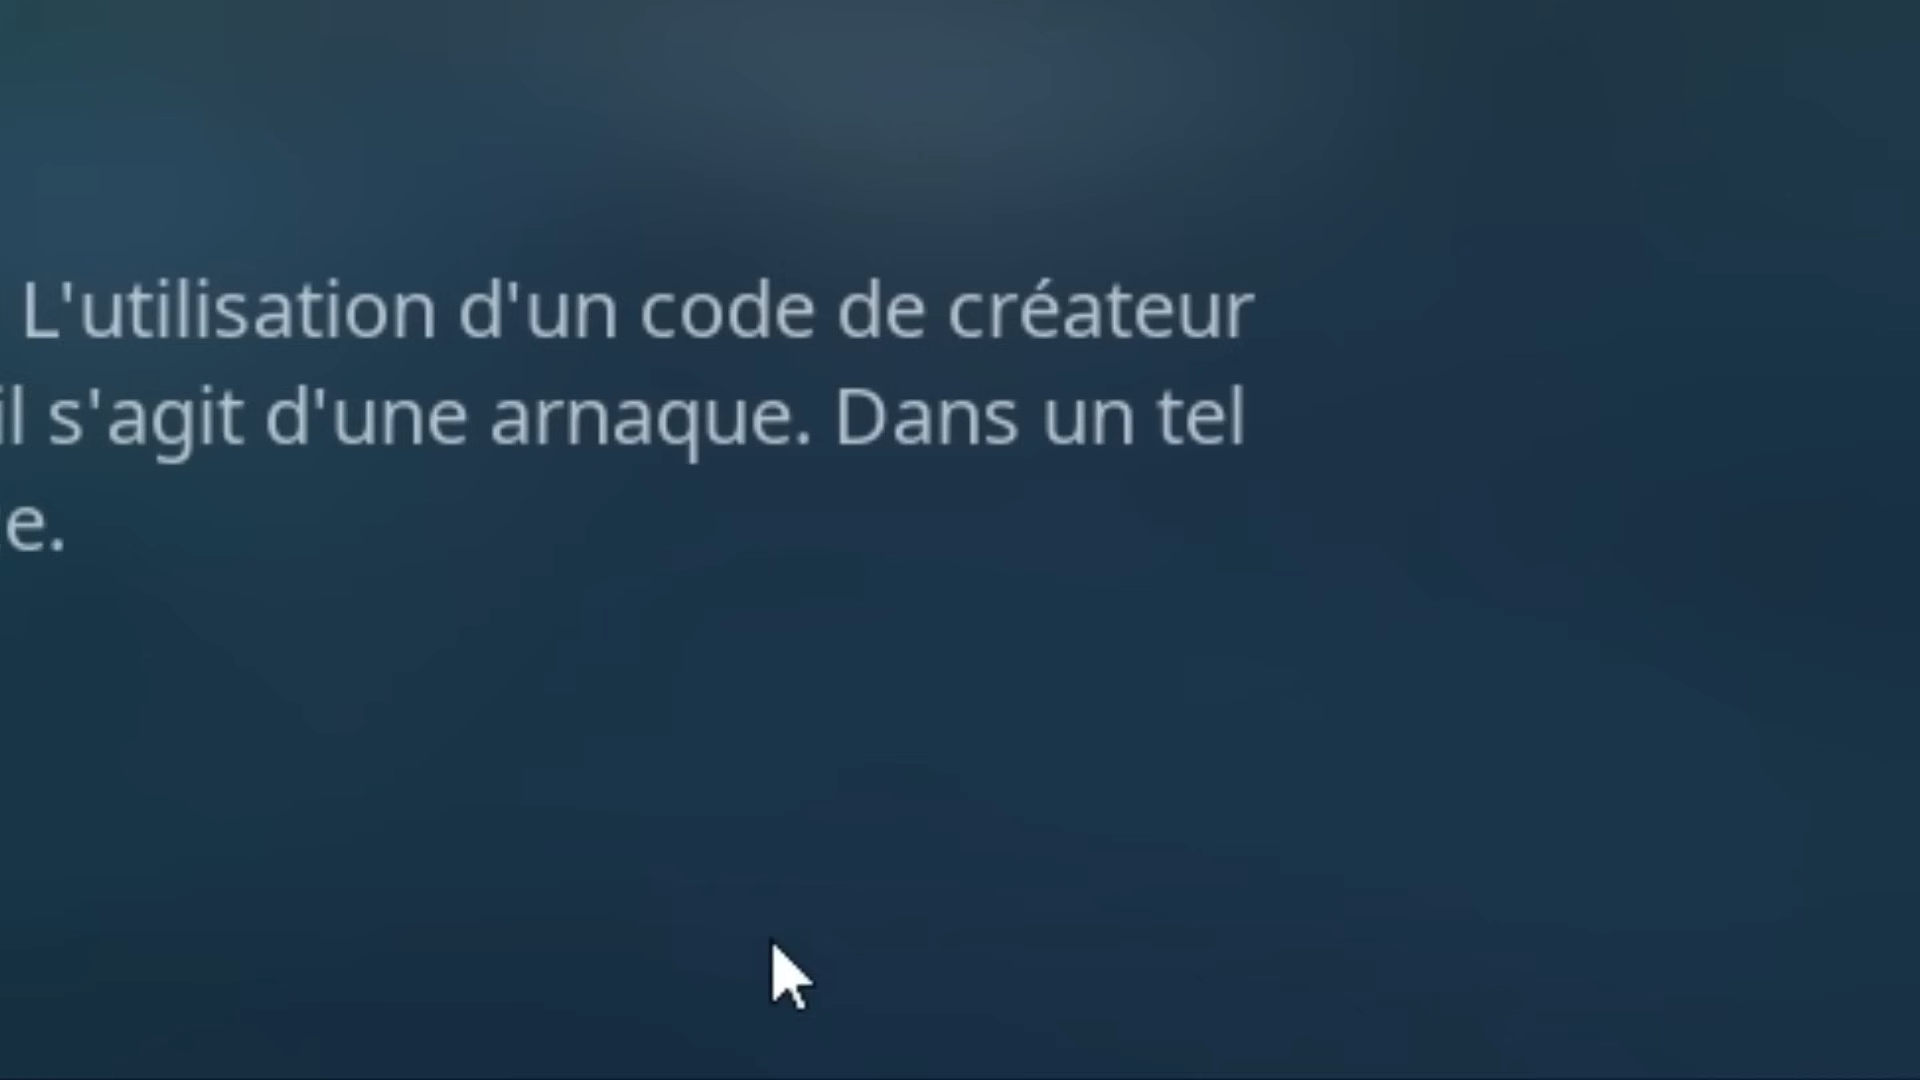 L'utilisation d'un code de créateur
il s'agit d'une arnaque. Dans un tel
e.